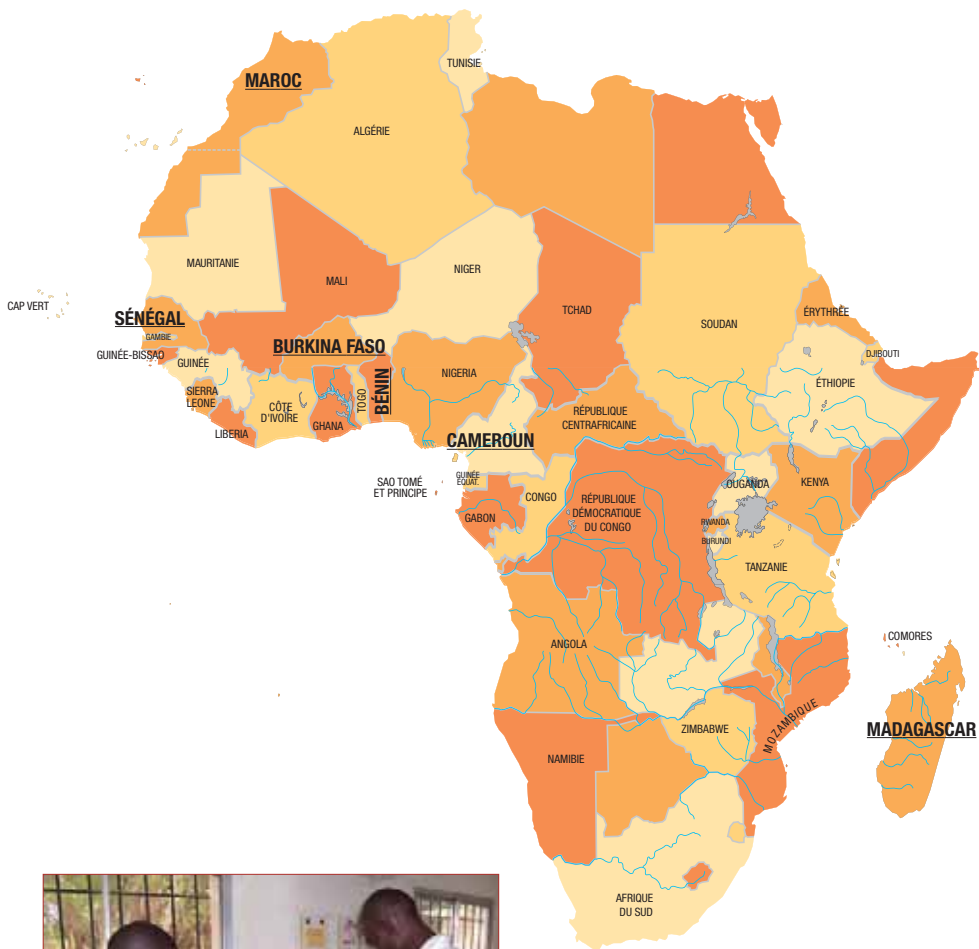 TUNISIE
MAROC
ALGÉRIE
MAURITANIE
MALI
NIGER
TCHAD
CAP VERT
SÉNÉGAL
GAMBIE
SOUDAN
ÉRYTHRÉE
GUINÉE-BISSAO
GUINÉE
BURKINA FASO
DJIBOUTI
NIGERIA
ÉTHIOPIE
SIERRA
LEONE
CÔTE
D'IVOIRE
TOGO
BÉNIN
RÉPUBLIQUE
CENTRAFRICAINE
LIBERIA
GHANA
CAMEROUN
GUINÉE
ÉQUAT.
SAO TOMÉ
ET PRINCIPE
CONGO
RÉPUBLIQUE
DÉMOCRATIQUE
DU CONGO
OUGANDA
KENYA
GABON
RWANDA
BURUNDI
TANZANIE
COMORES
ANGOLA
MOZAMBIQUE
ZIMBABWE
MADAGASCAR
NAMIBIE
AFRIQUE
DU SUD